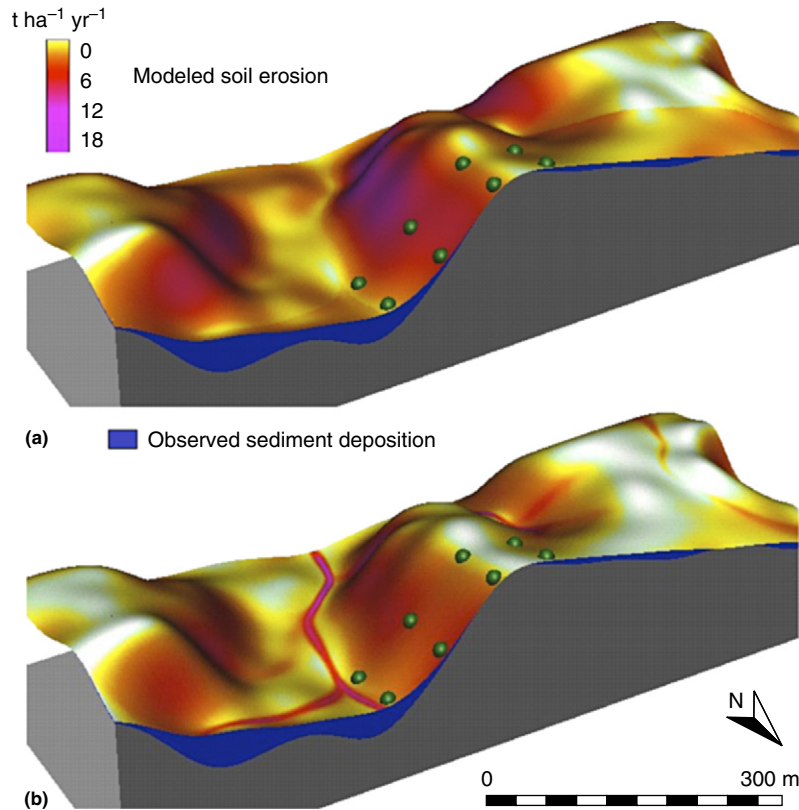 t ha⁻¹ yr⁻¹
0
6
12
18
Modeled soil erosion
(a)
Observed sediment deposition
N
0 300 m
(b)